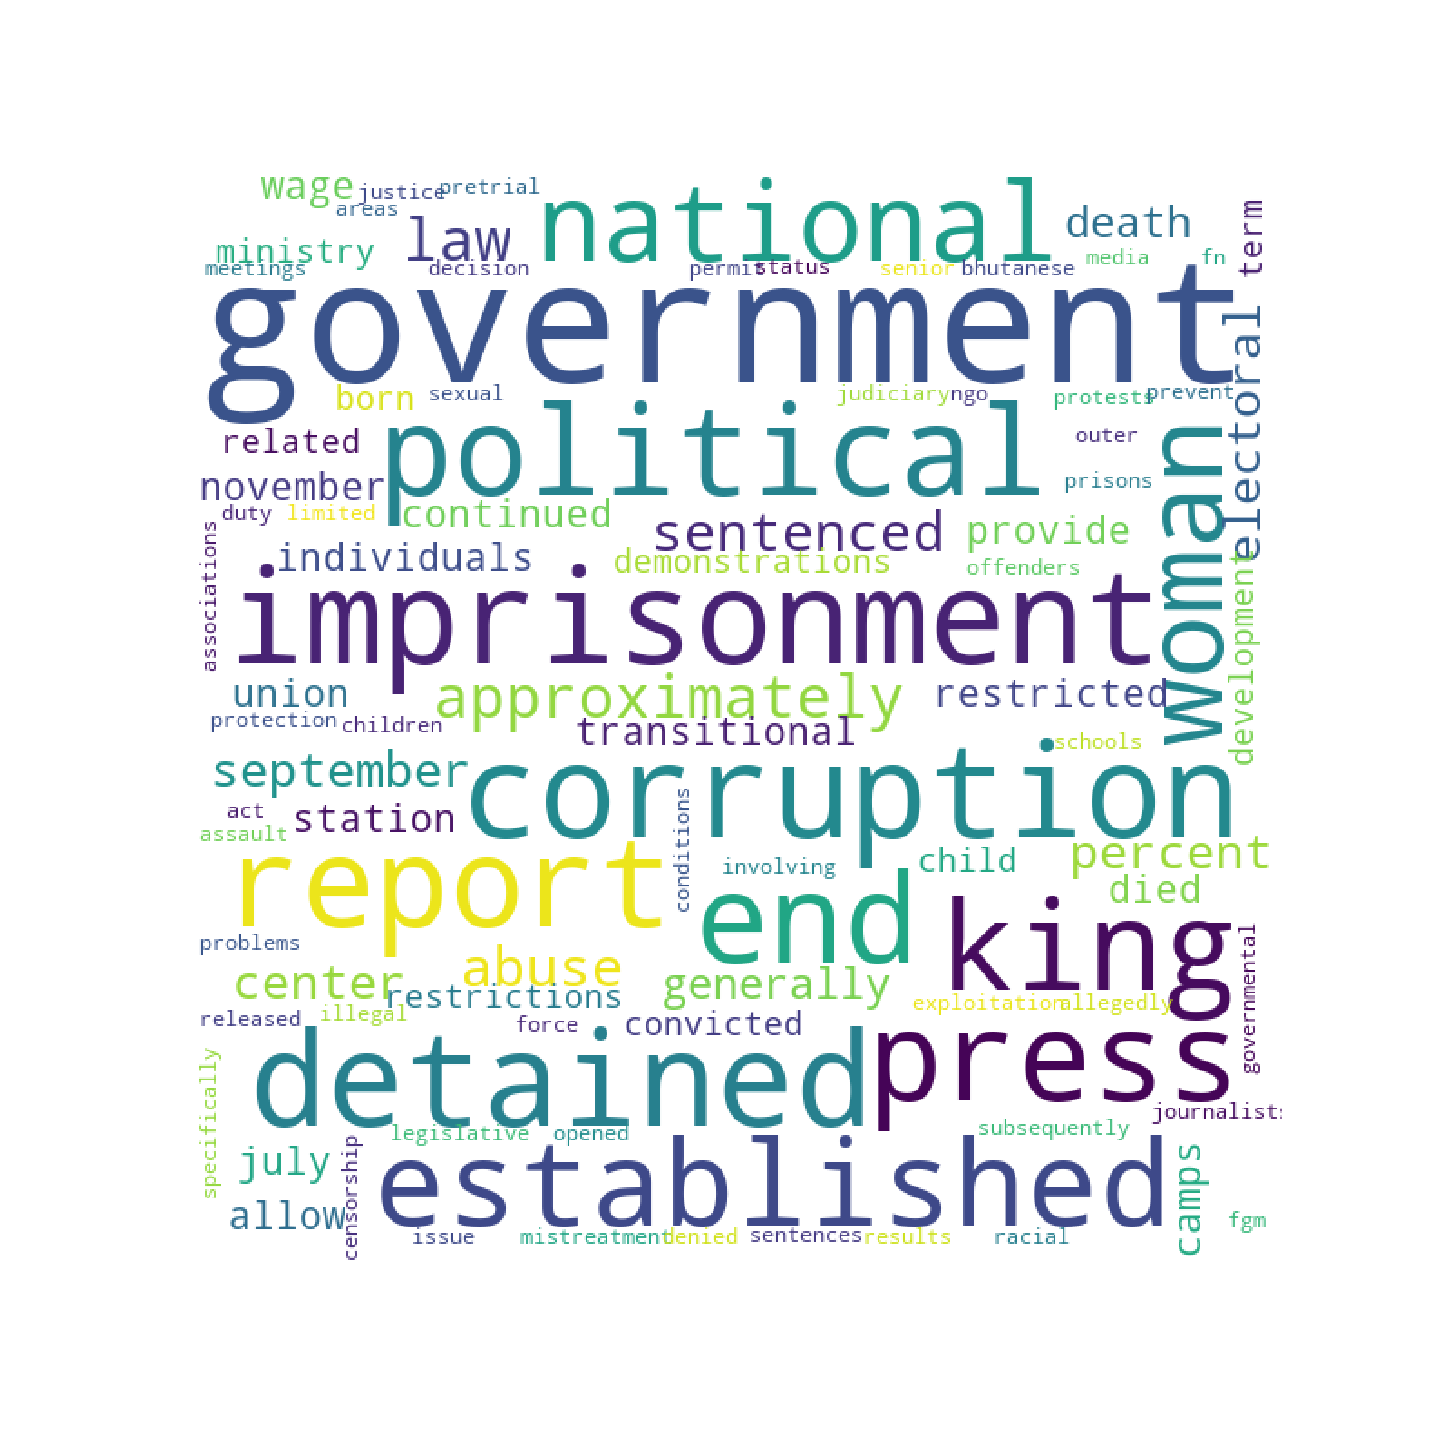 wage justice pretrial national
areas law death term
ministry media fn
meetings decision permit status senior bhutanese
government electoral
born sexual judiciary ngo protests prevent
related political outer woman
november prisons
duty limited continued sentenced provide
associations individuals demonstrations offenders development
imprisonment
union approximately restricted
protection children transitional schools
september corruption
act station conditions
assault
report involving child percent
end died
king governmental
problems abuse
center restrictions generally exploitation allegedly
released illegal force convicted press
detained
specifically journalists
legislative opened subsequently
july censorship established camps
allow fgm
issue mistreatment denied sentences results racial